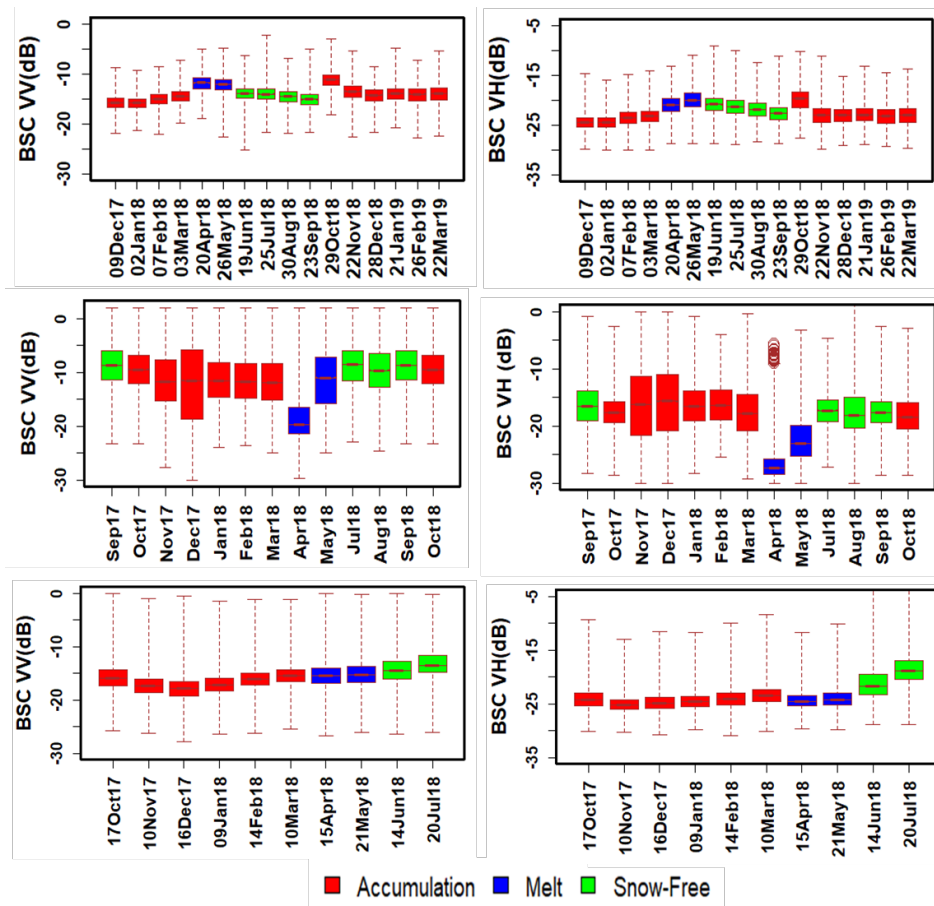 BSC VV(dB)
0
-10
-20
-30
09Dec17
02Jan18
07Feb18
03Mar18
20Apr18
26May18
19Jun18
25Jul18
30Aug18
23Sep18
29Oct18
22Nov18
28Dec18
21Jan19
26Feb19
22Mar19
BSC VH(dB)
-5
-15
-25
-35
09Dec17
02Jan18
07Feb18
03Mar18
20Apr18
26May18
19Jun18
25Jul18
30Aug18
23Sep18
29Oct18
22Nov18
28Dec18
21Jan19
26Feb19
22Mar19
BSC VV(dB)
0
-10
-20
-30
Sep17
Oct17
Nov17
Dec17
Jan18
Feb18
Mar18
Apr18
May18
Jul18
Aug18
Sep18
Oct18
BSC VH (dB)
0
-10
-20
-30
Sep17
Oct17
Nov17
Dec17
Jan18
Feb18
Mar18
Apr18
May18
Jul18
Aug18
Sep18
Oct18
BSC VV(dB)
0
-10
-20
-30
17Oct17
10Nov17
16Dec17
09Jan18
14Feb18
10Mar18
15Apr18
21May18
14Jun18
20Jul18
BSC VH(dB)
-5
-15
-25
-35
17Oct17
10Nov17
16Dec17
09Jan18
14Feb18
10Mar18
15Apr18
21May18
14Jun18
20Jul18
Accumulation Melt Snow-Free